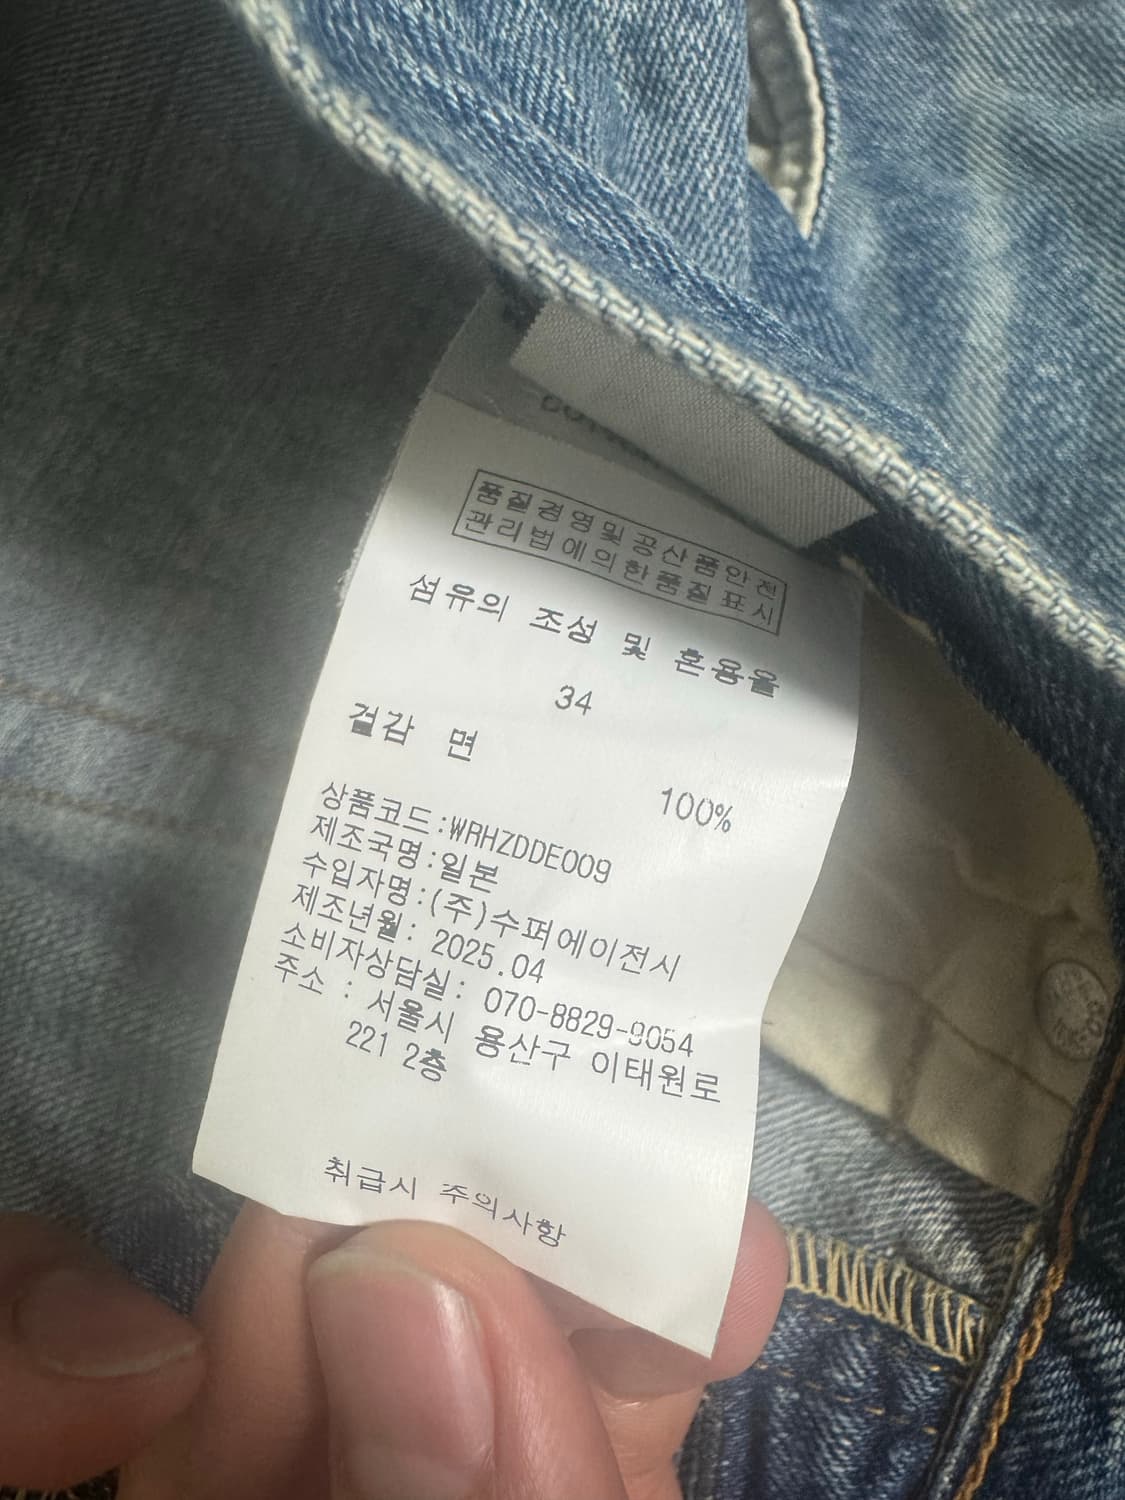 품질경영및공산품안전
관리법에의한품질표시
섬유의 조성 및 혼용율
34
겉감 면
100%
상품코드:WRHZDDE009
제조국명:일본
수입자명:(주)수퍼에이전시
제조년월: 2025.04
소비자상담실: 070-8829-9054
주소 : 서울시 용산구 이태원로
221 2층
취급시 주의사항